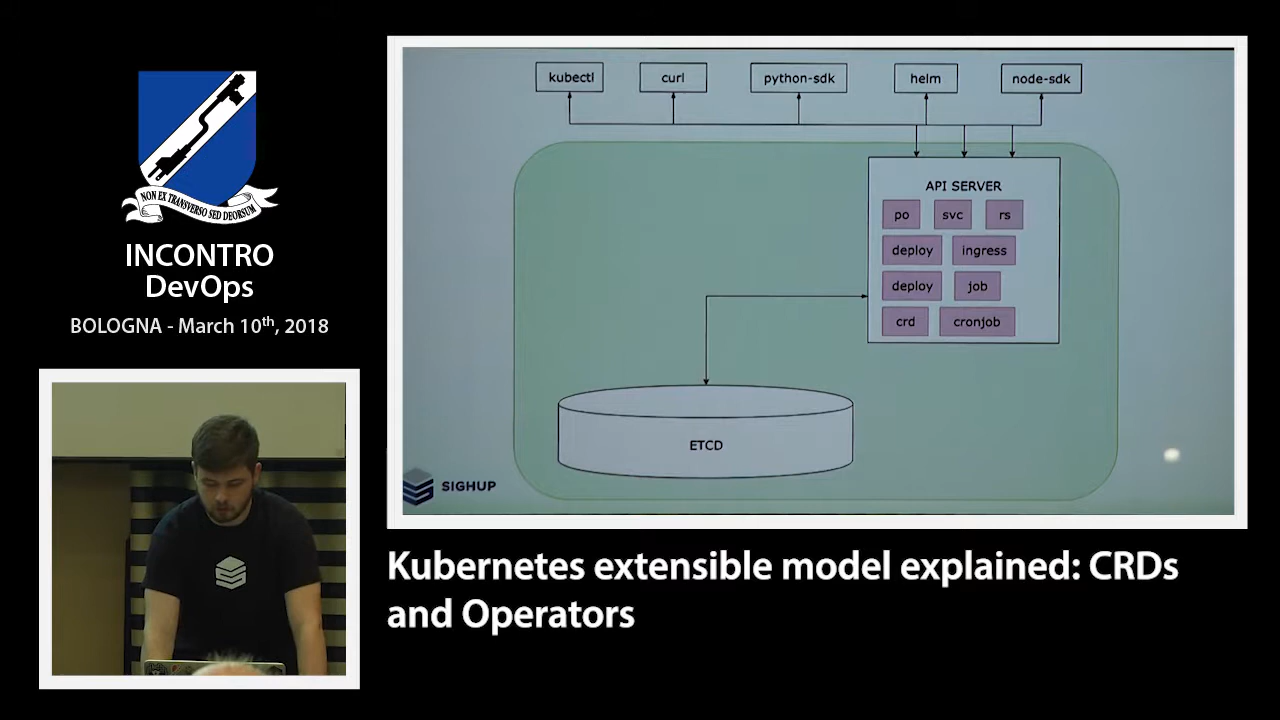 NON EX TRANSVERSO SED DEORSUM
INCONTRO
DevOps
BOLOGNA - March 10th, 2018
kubectl curl python-sdk helm node-sdk
API SERVER
po svc rs
deploy ingress
deploy job
crd cronjob
ETCD
SIGHUP
Kubernetes extensible model explained: CRDs
and Operators